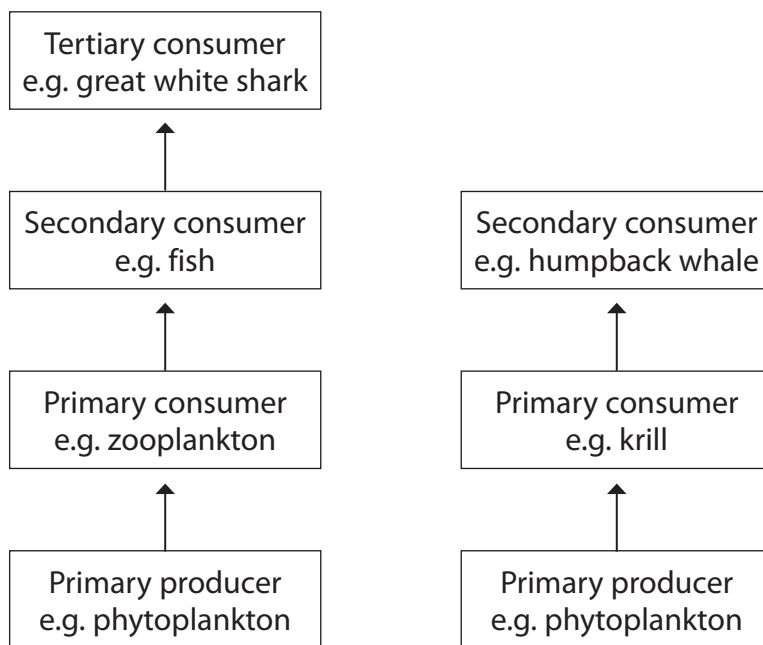 Tertiary consumer
e.g. great white shark
Secondary consumer
e.g. fish
Primary consumer
e.g. zooplankton
Primary producer
e.g. phytoplankton
Secondary consumer
e.g. humpback whale
Primary consumer
e.g. krill
Primary producer
e.g. phytoplankton